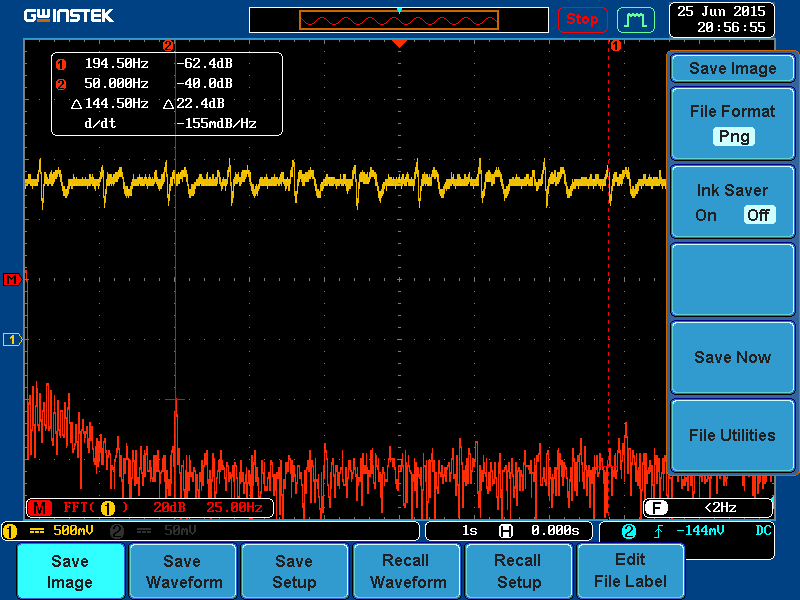 GWINSTEK
Stop
25 Jun 2015
20:56:55
2
1
1 194.50Hz -62.4dB
2 50.000Hz -40.0dB
△144.50Hz △22.4dB
d/dt -155mdB/Hz
Save Image
File Format
Png
Ink Saver
On Off
Save Now
File Utilities
M
1
M FFT( 1 ) 20dB 25.00Hz
F <2Hz
1 500mV 2 50mV
1s H 0.000s
2 -144mV DC
Save Image
Save Waveform
Save Setup
Recall Waveform
Recall Setup
Edit File Label